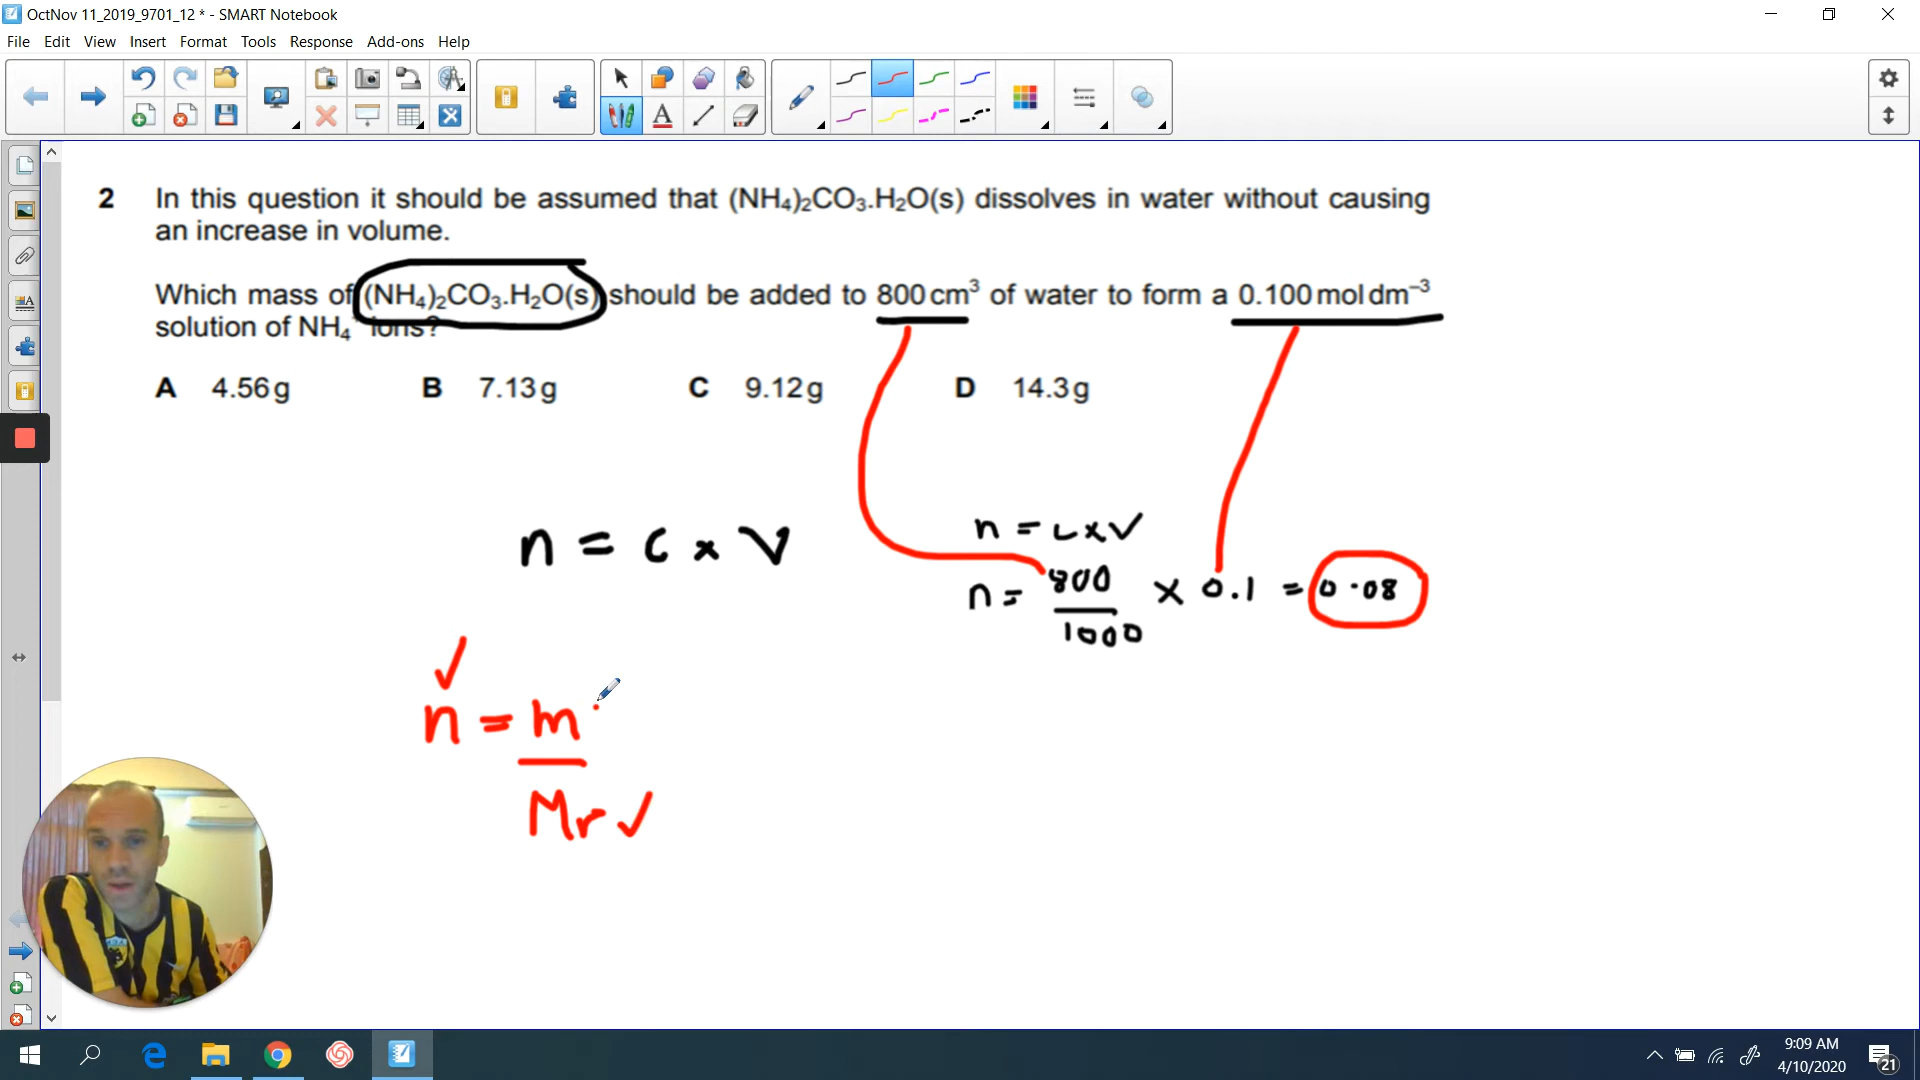 OctNov 11_2019_9701_12 * - SMART Notebook
File Edit View Insert Format Tools Response Add-ons Help
2 In this question it should be assumed that (NH₄)₂CO₃.H₂O(s) dissolves in water without causing
an increase in volume.
Which mass of (NH₄)₂CO₃.H₂O(s) should be added to 800 cm³ of water to form a 0.100 mol dm⁻³
solution of NH₄⁺ ions?
A 4.56 g B 7.13 g C 9.12 g D 14.3 g
n = c x V
n = c x V
n = 800 x 0.1 = 0.08
1000
n = m
Mr
9:09 AM
4/10/2020
21